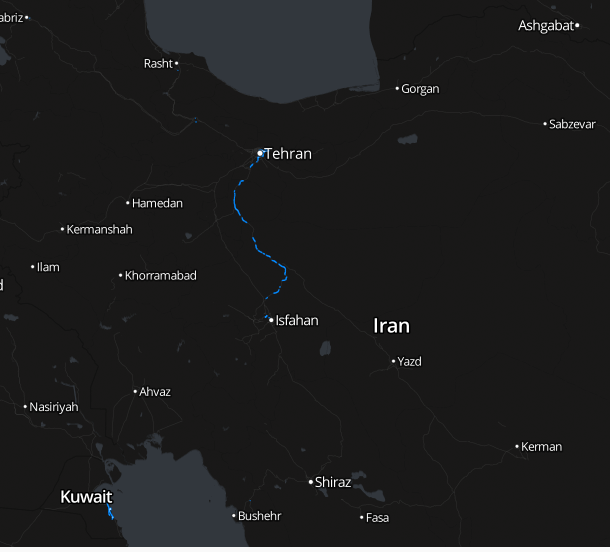 abriz
Ashgabat
Rasht
Gorgan
Sabzevar
Tehran
Hamedan
Kermanshah
Ilam
Khorramabad
d
Isfahan
Iran
Yazd
Ahvaz
Nasiriyah
Kerman
Shiraz
Kuwait
Bushehr
Fasa